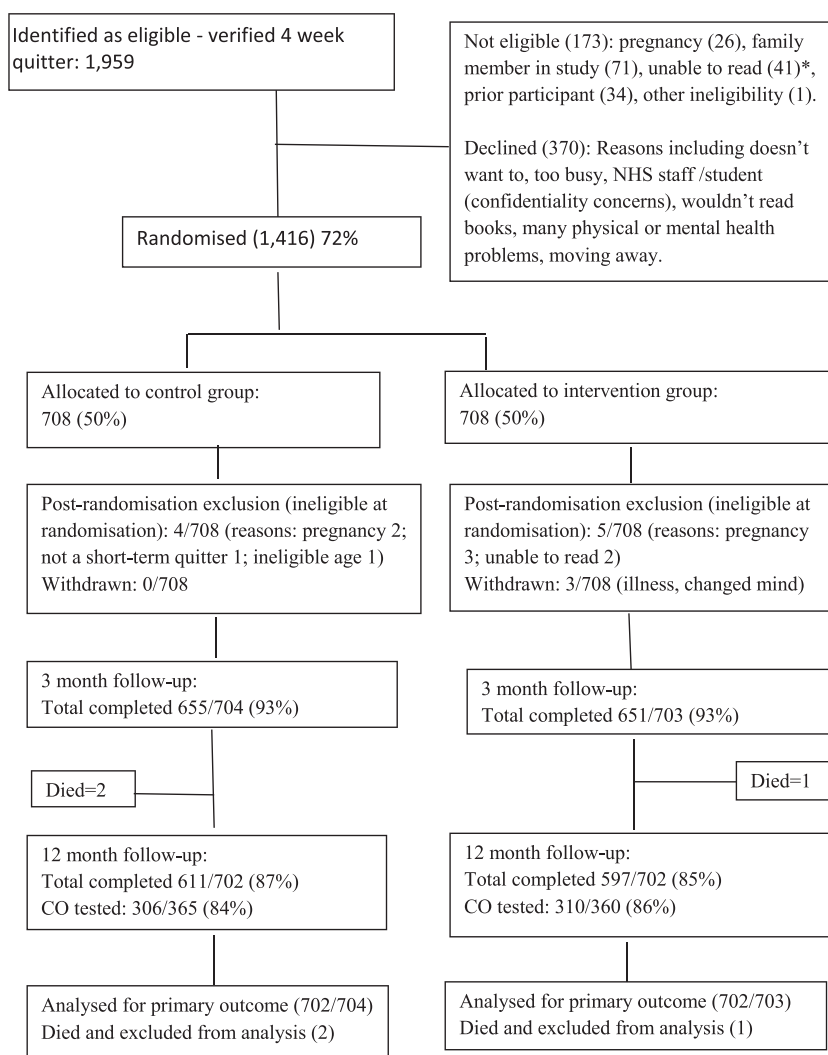 Identified as eligible - verified 4 week
quitter: 1,959
Not eligible (173): pregnancy (26), family
member in study (71), unable to read (41)*,
prior participant (34), other ineligibility (1).
Declined (370): Reasons including doesn't
want to, too busy, NHS staff /student
(confidentiality concerns), wouldn't read
books, many physical or mental health
problems, moving away.
Randomised (1,416) 72%
Allocated to control group:
708 (50%)
Allocated to intervention group:
708 (50%)
Post-randomisation exclusion (ineligible at
randomisation): 4/708 (reasons: pregnancy 2;
not a short-term quitter 1; ineligible age 1)
Withdrawn: 0/708
Post-randomisation exclusion (ineligible at
randomisation): 5/708 (reasons: pregnancy
3; unable to read 2)
Withdrawn: 3/708 (illness, changed mind)
3 month follow-up:
Total completed 655/704 (93%)
3 month follow-up:
Total completed 651/703 (93%)
Died=2
Died=1
12 month follow-up:
Total completed 611/702 (87%)
CO tested: 306/365 (84%)
12 month follow-up:
Total completed 597/702 (85%)
CO tested: 310/360 (86%)
Analysed for primary outcome (702/704)
Died and excluded from analysis (2)
Analysed for primary outcome (702/703)
Died and excluded from analysis (1)